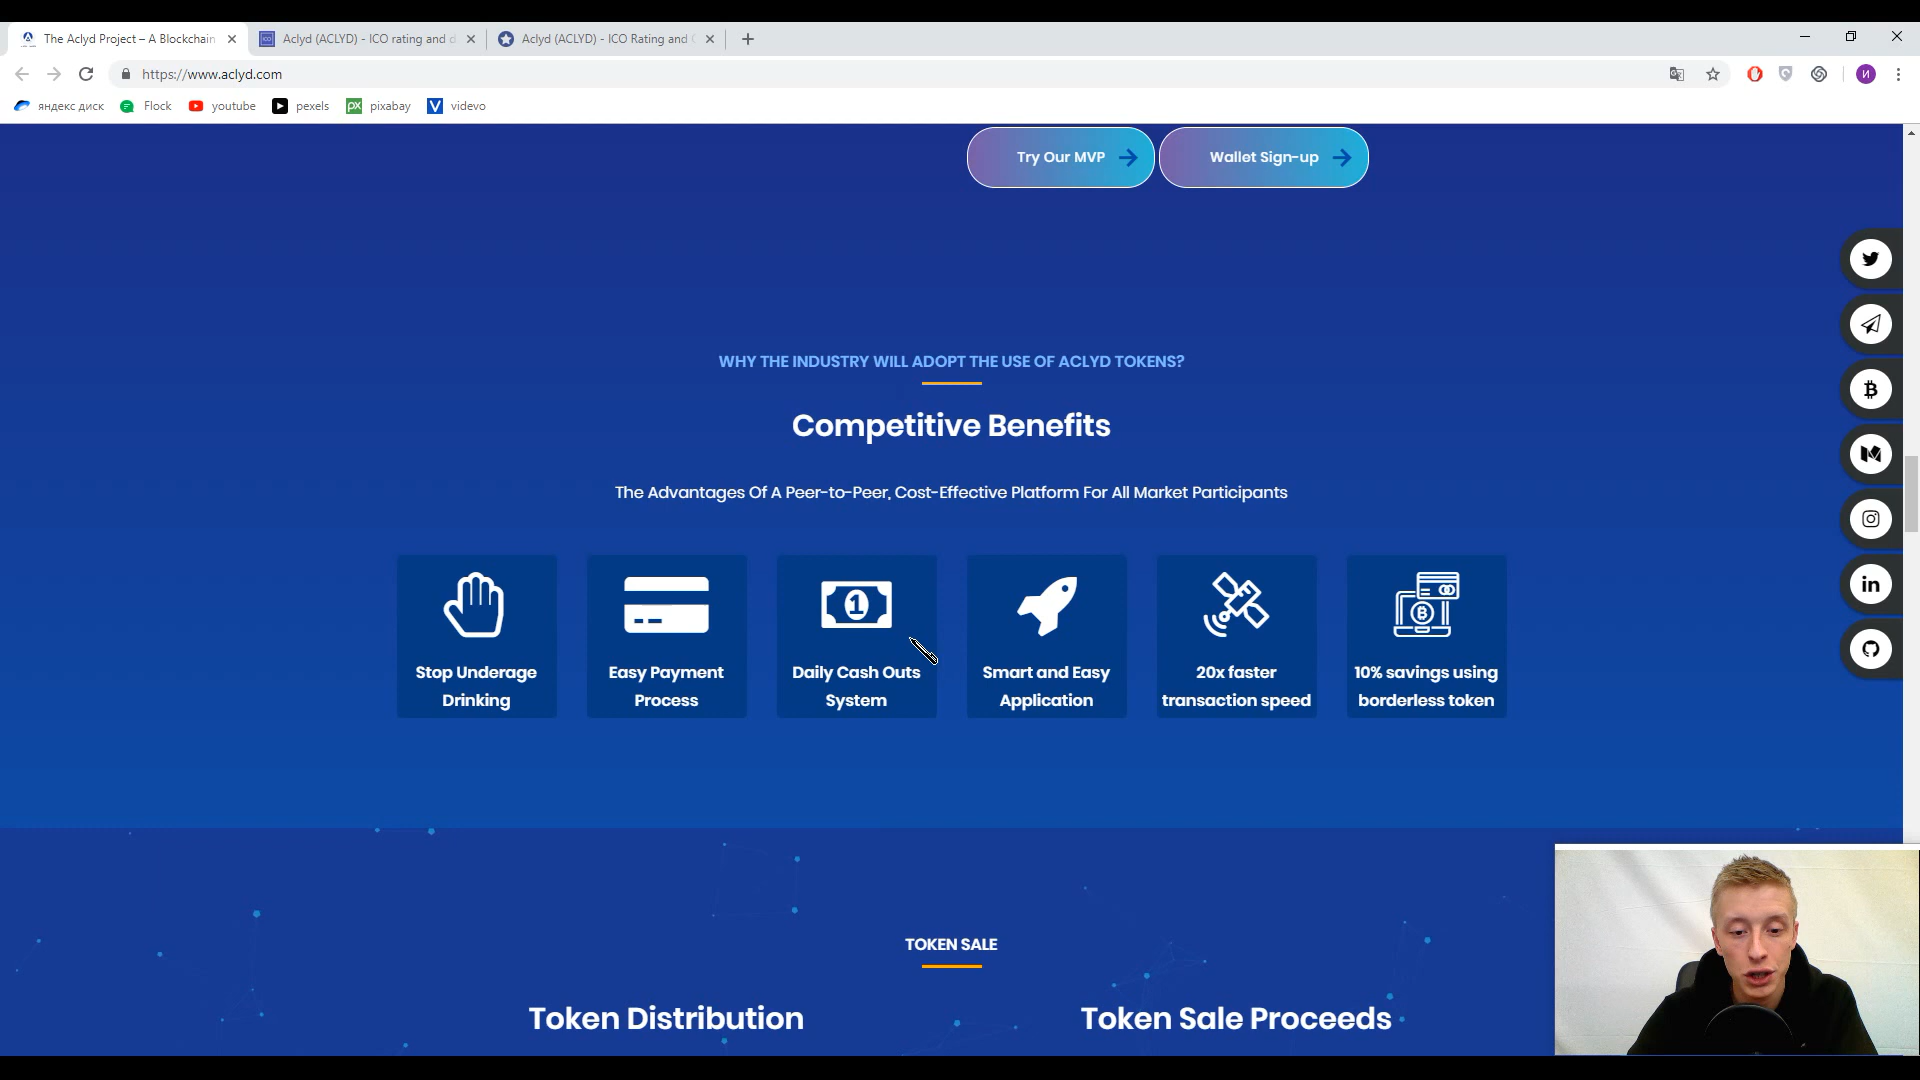 The Aclyd Project – A Blockchain
Aclyd (ACLYD) - ICO rating and d
Aclyd (ACLYD) - ICO Rating and
https://www.aclyd.com
И
яндекс диск
Flock
youtube
pexels
px
pixabay
videvo
Try Our MVP
Wallet Sign-up
WHY THE INDUSTRY WILL ADOPT THE USE OF ACLYD TOKENS?
Competitive Benefits
The Advantages Of A Peer-to-Peer, Cost-Effective Platform For All Market Participants
Stop Underage
Drinking
Easy Payment
Process
1
Daily Cash Outs
System
Smart and Easy
Application
20x faster
transaction speed
10% savings using
borderless token
in
TOKEN SALE
Token Distribution
Token Sale Proceeds